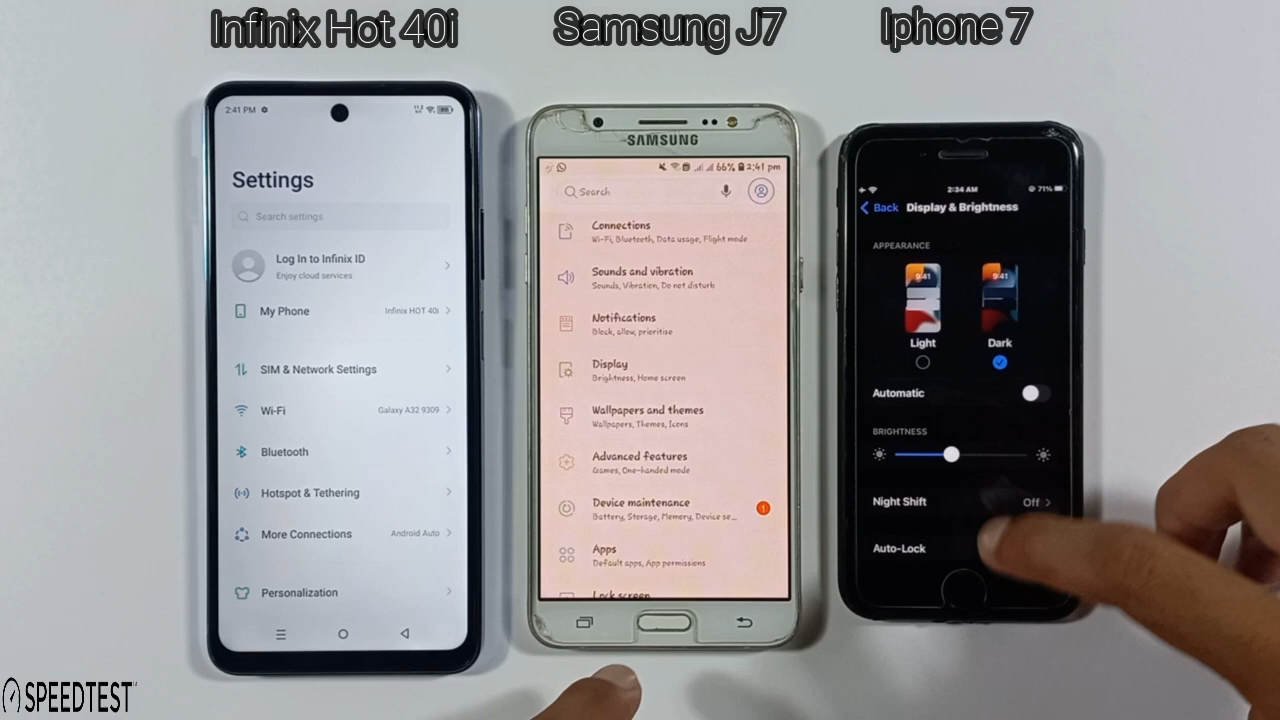 Infinix Hot 40i
Samsung J7
Iphone 7
2:41 PM
Settings
Search settings
Log In to Infinix ID
Enjoy cloud services
My Phone
Infinix HOT 40i
SIM & Network Settings
Wi-Fi
Galaxy A32 9309
Bluetooth
Hotspot & Tethering
More Connections
Android Auto
Personalization
SAMSUNG
66% 2:41 pm
Search
Connections
Wi-Fi, Bluetooth, Data usage, Flight mode
Sounds and vibration
Sounds, Vibration, Do not disturb
Notifications
Block, allow, prioritise
Display
Brightness, Home screen
Wallpapers and themes
Wallpapers, Themes, Icons
Advanced features
Games, One-handed mode
Device maintenance
Battery, Storage, Memory, Device se...
Apps
Default apps, App permissions
Lock screen
2:34 AM
71%
Back
Display & Brightness
APPEARANCE
9:41
9:41
Light
Dark
Automatic
BRIGHTNESS
Night Shift
Off
Auto-Lock
SPEEDTEST